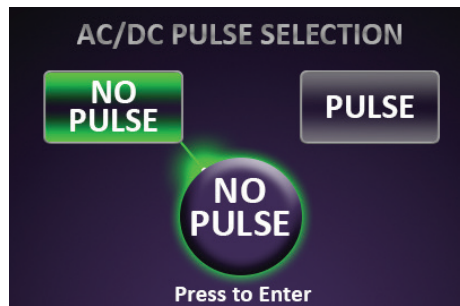 AC/DC PULSE SELECTION
NO
PULSE
PULSE
NO
PULSE
Press to Enter